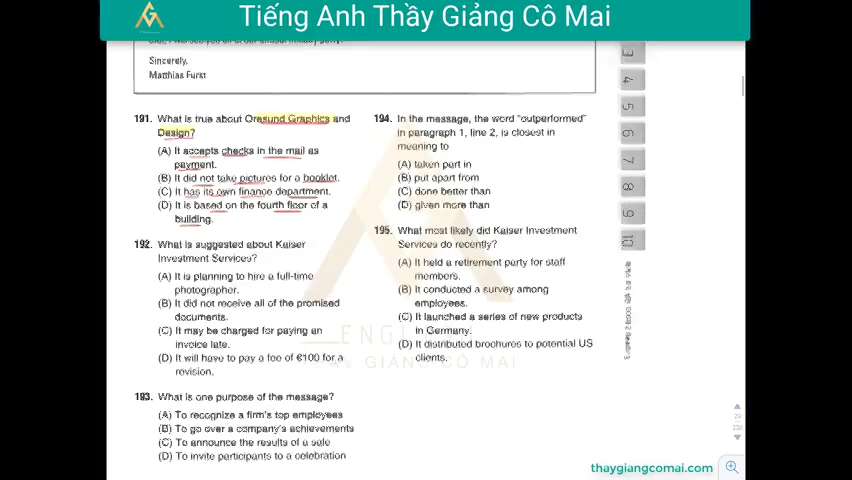 Tiếng Anh Thầy Giảng Cô Mai
Sincerely,
Matthias Furst
191. What is true about Oresund Graphics and
Design?
(A) It accepts checks in the mail as
payment.
(B) It did not take pictures for a booklet.
(C) It has its own finance department.
(D) It is based on the fourth floor of a
building.
192. What is suggested about Kaiser
Investment Services?
(A) It is planning to hire a full-time
photographer.
(B) It did not receive all of the promised
documents.
(C) It may be charged for paying an
invoice late.
(D) It will have to pay a fee of €100 for a
revision.
193. What is one purpose of the message?
(A) To recognize a firm's top employees
(B) To go over a company's achievements
(C) To announce the results of a sale
(D) To invite participants to a celebration
194. In the message, the word "outperformed"
in paragraph 1, line 2, is closest in
meaning to
(A) taken part in
(B) put apart from
(C) done better than
(D) given more than
195. What most likely did Kaiser Investment
Services do recently?
(A) It held a retirement party for staff
members.
(B) It conducted a survey among
employees.
(C) It launched a series of new products
in Germany.
(D) It distributed brochures to potential US
clients.
3
4
5
6
7
8
9
10
AV GIẢNG CÔ MAI
thaygiangcomai.com